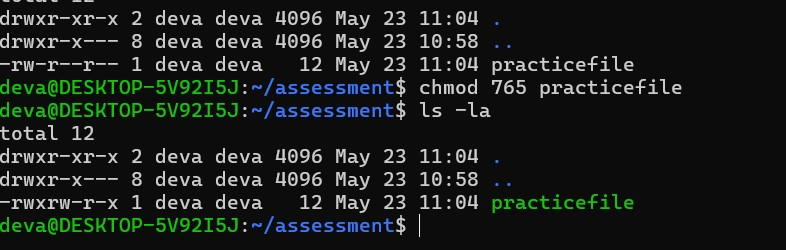 total 12
drwxr-xr-x 2 deva deva 4096 May 23 11:04 .
drwxr-x--- 8 deva deva 4096 May 23 10:58 ..
-rw-r--r-- 1 deva deva   12 May 23 11:04 practicefile
deva@DESKTOP-5V92I5J:~/assessment$ chmod 765 practicefile
deva@DESKTOP-5V92I5J:~/assessment$ ls -la
total 12
drwxr-xr-x 2 deva deva 4096 May 23 11:04 .
drwxr-x--- 8 deva deva 4096 May 23 10:58 ..
-rwxrw-r-x 1 deva deva   12 May 23 11:04 practicefile
deva@DESKTOP-5V92I5J:~/assessment$